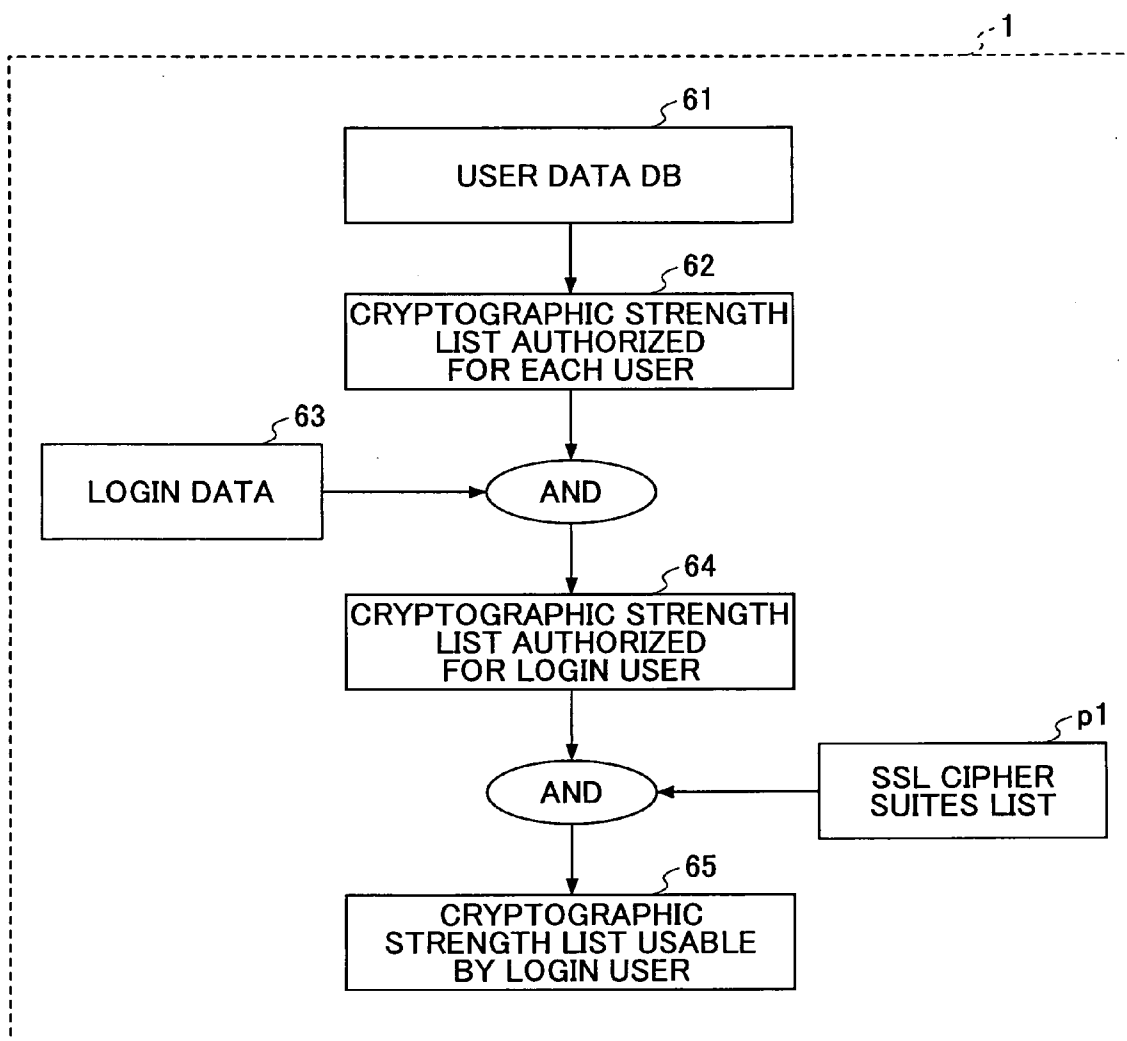 1
61
USER DATA DB
62
CRYPTOGRAPHIC STRENGTH
LIST AUTHORIZED
FOR EACH USER
63
LOGIN DATA
AND
64
CRYPTOGRAPHIC STRENGTH
LIST AUTHORIZED
FOR LOGIN USER
p1
SSL CIPHER
SUITES LIST
AND
65
CRYPTOGRAPHIC
STRENGTH LIST USABLE
BY LOGIN USER